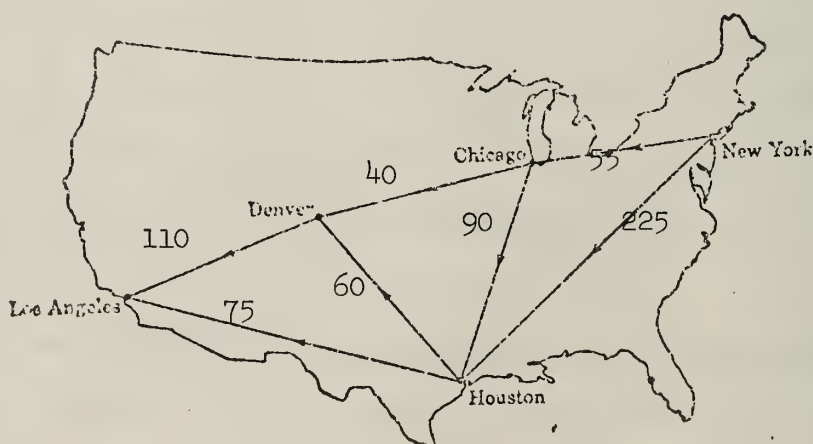 Chicago
55
New York
40
Denver
90
225
110
60
Los Angeles
75
Houston